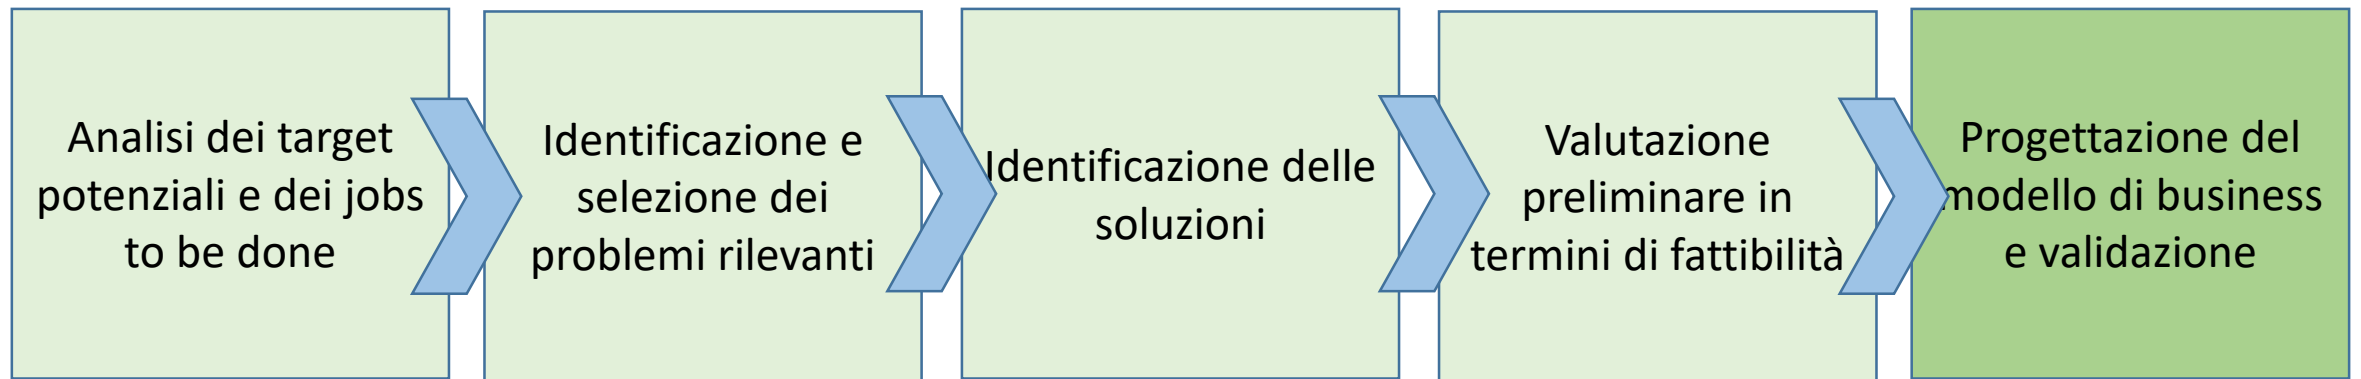 Analisi dei target
potenziali e dei jobs
to be done
Identificazione e
selezione dei
problemi rilevanti
Identificazione delle
soluzioni
Valutazione
preliminare in
termini di fattibilità
Progettazione del
modello di business
e validazione